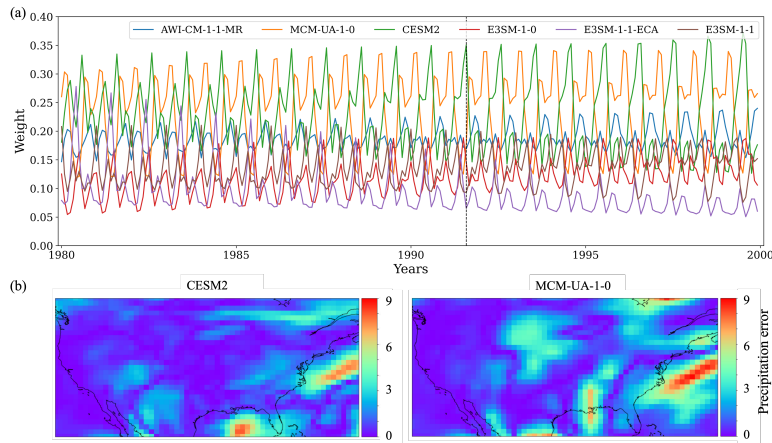 (a)
AWI-CM-1-1-MR MCM-UA-1-0 CESM2 E3SM-1-0 E3SM-1-1-ECA E3SM-1-1
0.40
0.35
0.30
0.25
0.20
0.15
0.10
0.05
0.00
Weight
1980 1985 1990 1995 2000
Years
(b)
CESM2
MCM-UA-1-0
9
6
3
0
9
6
3
0
Precipitation error